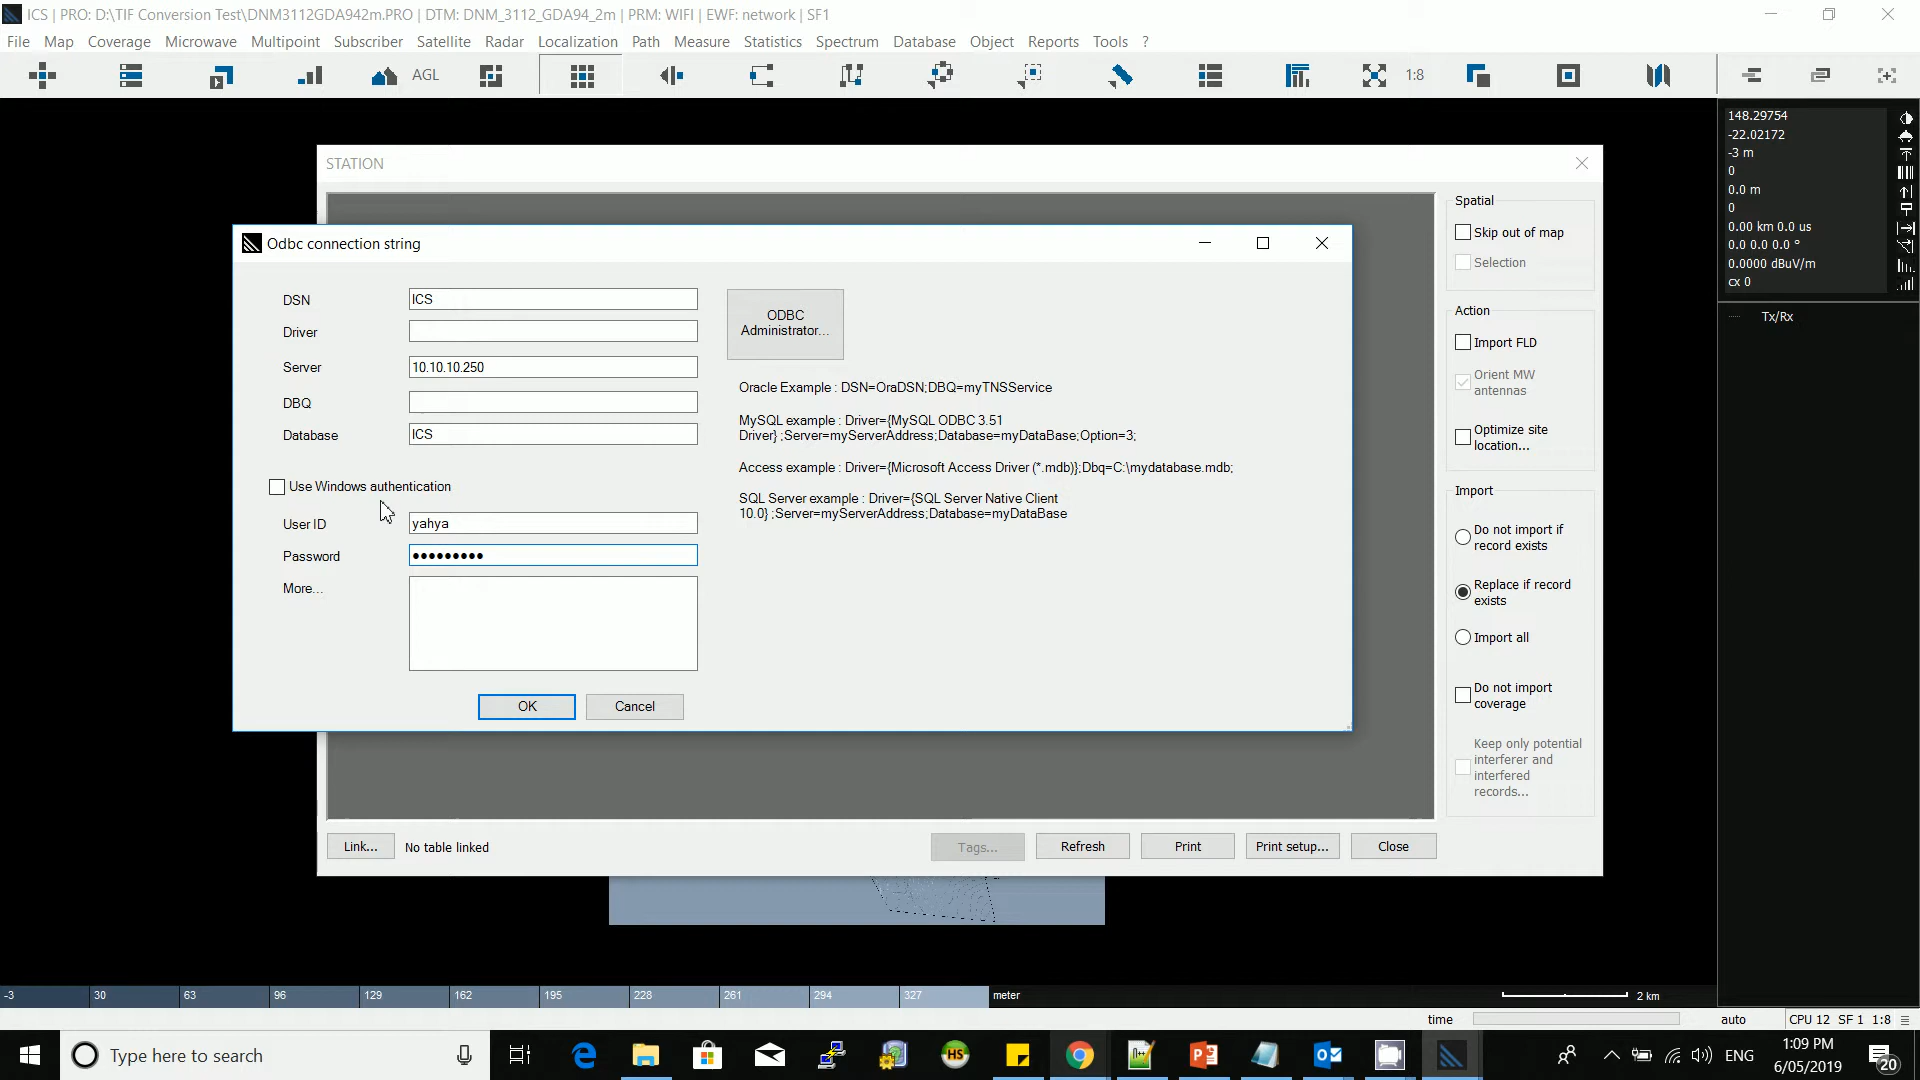 ICS | PRO: D:\TIF Conversion Test\DNM3112GDA942m.PRO | DTM: DNM_3112_GDA94_2m | PRM: WIFI | EWF: network | SF1
File Map Coverage Microwave Multipoint Subscriber Satellite Radar Localization Path Measure Statistics Spectrum Database Object Reports Tools ?
AGL 1:8
148.29754
-22.02172
-3 m
0
0.0 m
0
0.00 km 0.0 us
0.0 0.0 0.0 °
0.0000 dBuV/m
cx 0
Tx/Rx
STATION
Odbc connection string
DSN ICS
Driver
Server 10.10.10.250
DBQ
Database ICS
Use Windows authentication
User ID yahya
Password •••••••••
More...
OK Cancel
ODBC
Administrator...
Oracle Example : DSN=OraDSN;DBQ=myTNSService
MySQL example : Driver={MySQL ODBC 3.51
Driver} ;Server=myServerAddress;Database=myDataBase;Option=3;
Access example : Driver={Microsoft Access Driver (*.mdb)};Dbq=C:\mydatabase.mdb;
SQL Server example : Driver={SQL Server Native Client
10.0} ;Server=myServerAddress;Database=myDataBase
Spatial
Skip out of map
Selection
Action
Import FLD
Orient MW
antennas
Optimize site
location...
Import
Do not import if
record exists
Replace if record
exists
Import all
Do not import
coverage
Keep only potential
interferer and
interfered
records...
Link... No table linked Tags... Refresh Print Print setup... Close
-3 30 63 96 129 162 195 228 261 294 327 meter 2 km
time auto CPU 12 SF 1 1:8
Type here to search
HS
ENG
1:09 PM
6/05/2019
20